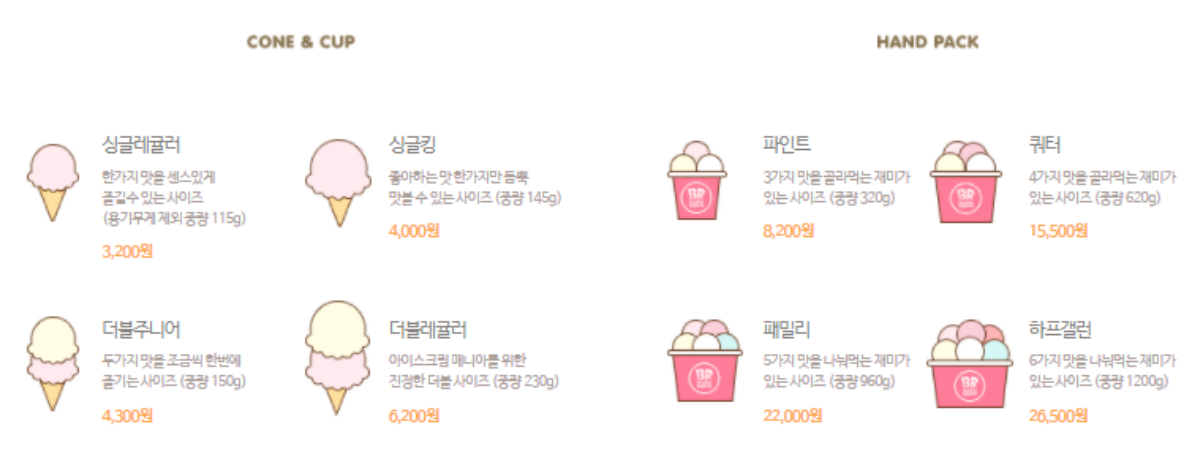 CONE & CUP
HAND PACK
싱글레귤러
한가지 맛을 센스있게
즐길수 있는 사이즈
(용기무게 제외 중량 115g)
3,200원
싱글킹
좋아하는 맛 한가지만 듬뿍
맛볼 수 있는 사이즈 (중량 145g)
4,000원
파인트
3가지 맛을 골라먹는 재미가
있는 사이즈 (중량 320g)
8,200원
쿼터
4가지 맛을 골라먹는 재미가
있는 사이즈 (중량 620g)
15,500원
더블주니어
두가지 맛을 조금씩 한번에
즐기는 사이즈 (중량 150g)
4,300원
더블레귤러
아이스크림 매니아를 위한
진정한 더블 사이즈 (중량 230g)
6,200원
패밀리
5가지 맛을 나눠먹는 재미가
있는 사이즈 (중량 960g)
22,000원
하프갤런
6가지 맛을 나눠먹는 재미가
있는 사이즈 (중량 1200g)
26,500원
BR
BR
BR
BR